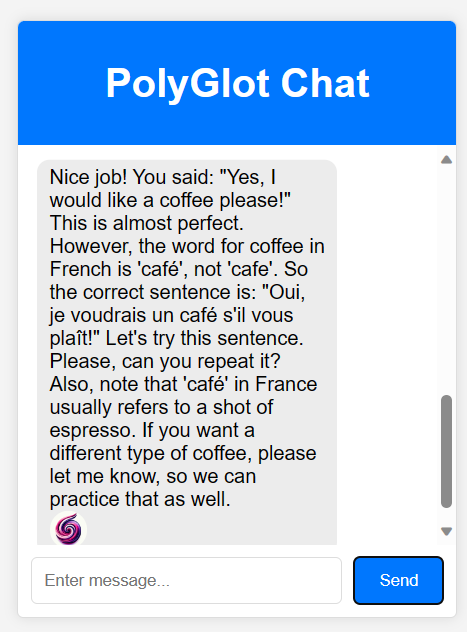 PolyGlot Chat
Nice job! You said: "Yes, I
would like a coffee please!"
This is almost perfect.
However, the word for coffee in
French is 'café', not 'cafe'. So
the correct sentence is: "Oui,
je voudrais un café s'il vous
plaît!" Let's try this sentence.
Please, can you repeat it?
Also, note that 'café' in France
usually refers to a shot of
espresso. If you want a
different type of coffee, please
let me know, so we can
practice that as well.
Enter message...
Send